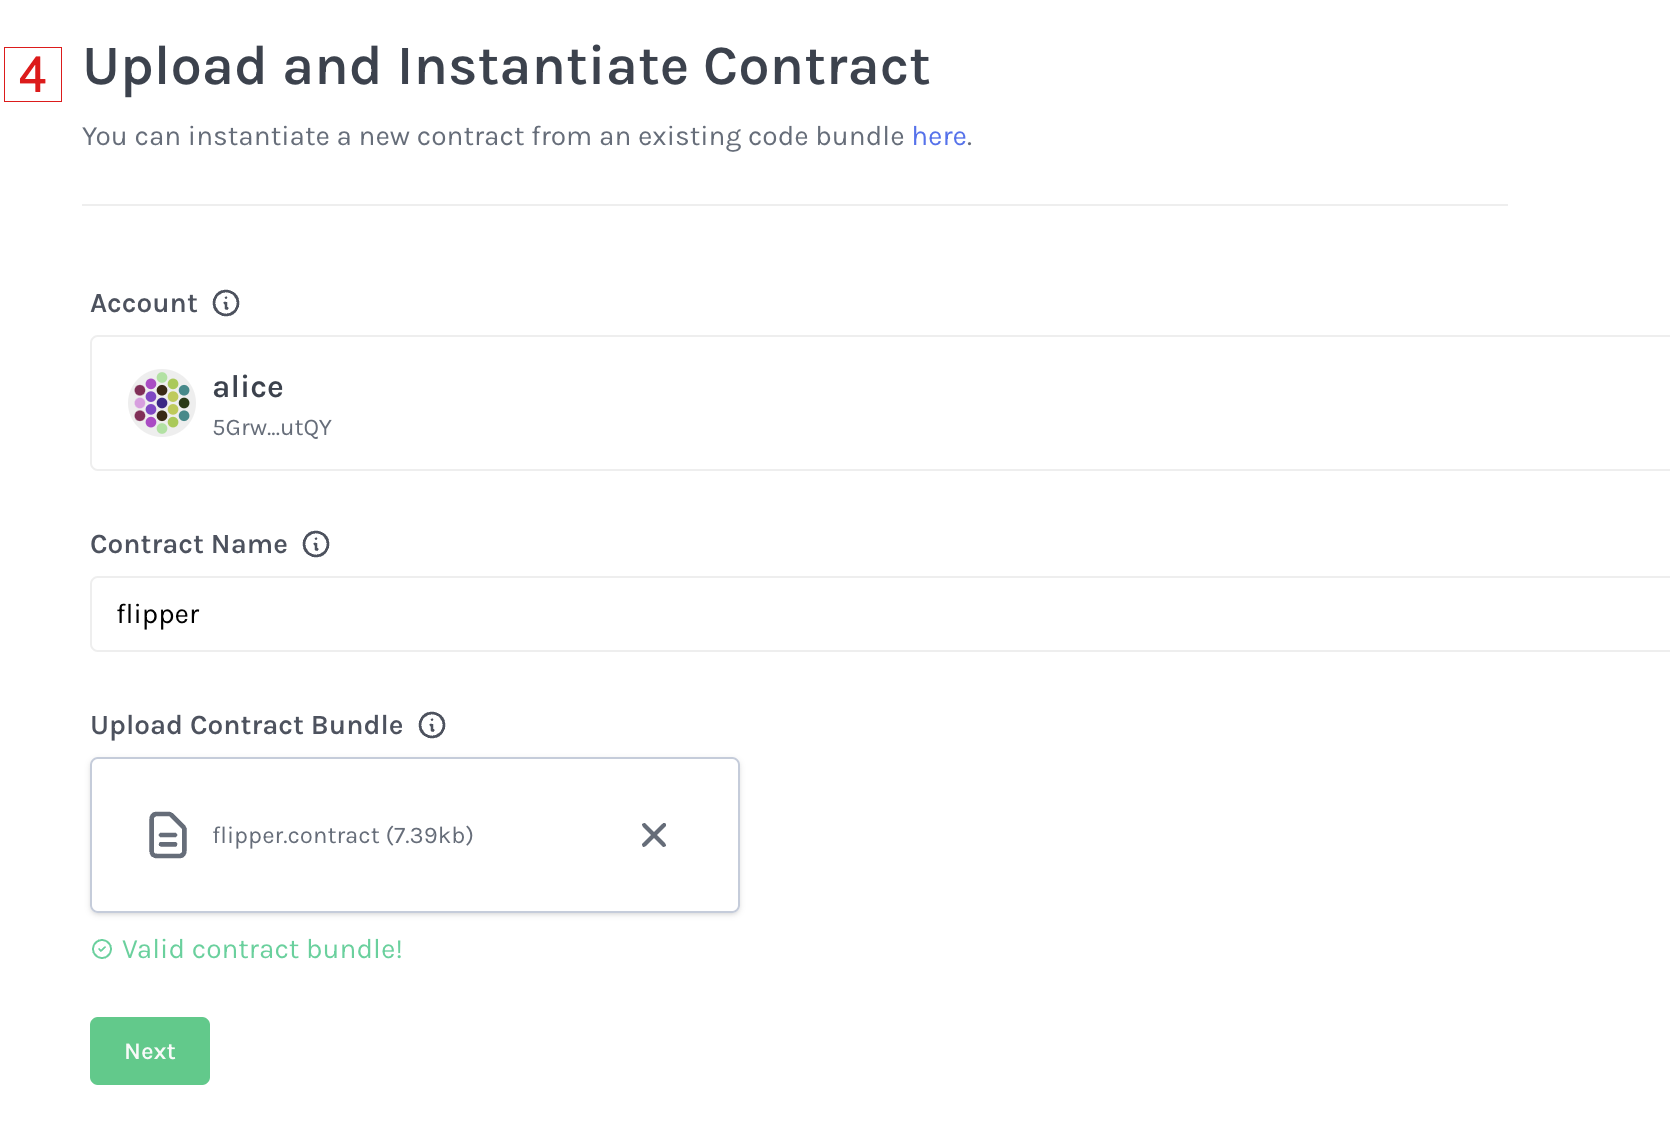 4 Upload and Instantiate Contract
You can instantiate a new contract from an existing code bundle here.
Account
alice
5Grw...utQY
Contract Name
flipper
Upload Contract Bundle
flipper.contract (7.39kb)
Valid contract bundle!
Next